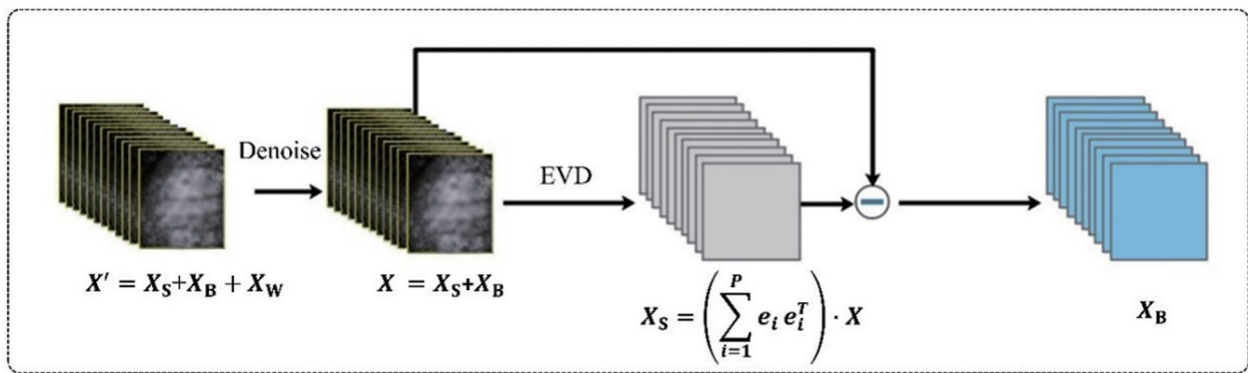 Denoise
EVD
X′ = X_S+X_B + X_W
X = X_S+X_B
X_S = (∑_{i=1}^{P} e_i e_i^T) · X
X_B